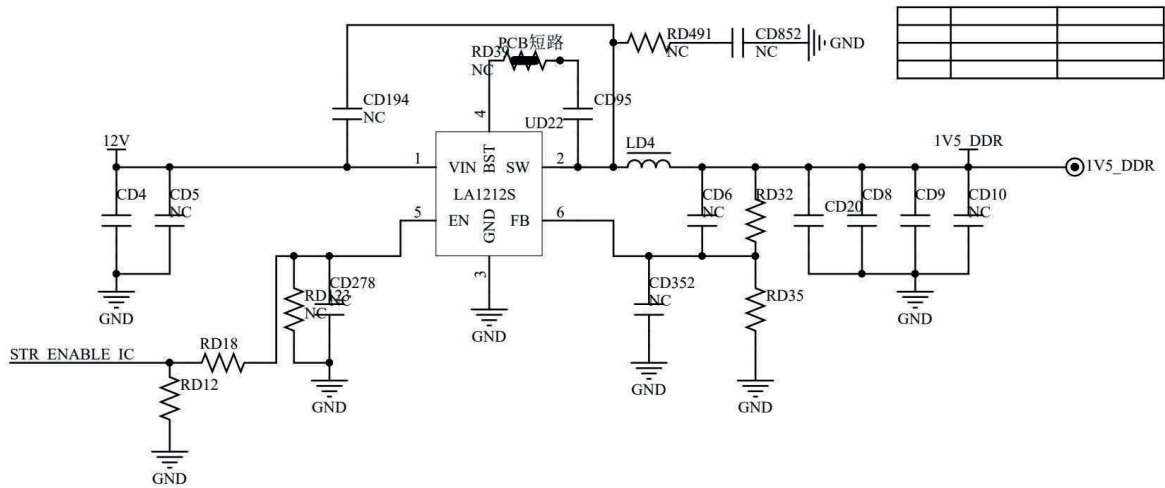 RD491
NC
CD852
NC
GND
PCB短路
RD39
NC
CD194
NC
4
CD95
UD22
12V
1
VIN
BST
SW
2
LD4
1V5_DDR
1V5_DDR
LA1212S
CD4
CD5
NC
5
EN
GND
FB
6
CD6
NC
RD32
CD20
CD8
CD9
CD10
NC
3
GND
CD278
NC
RD123
NC
GND
CD352
NC
RD35
GND
STR_ENABLE_IC
RD18
RD12
GND
GND
GND
GND